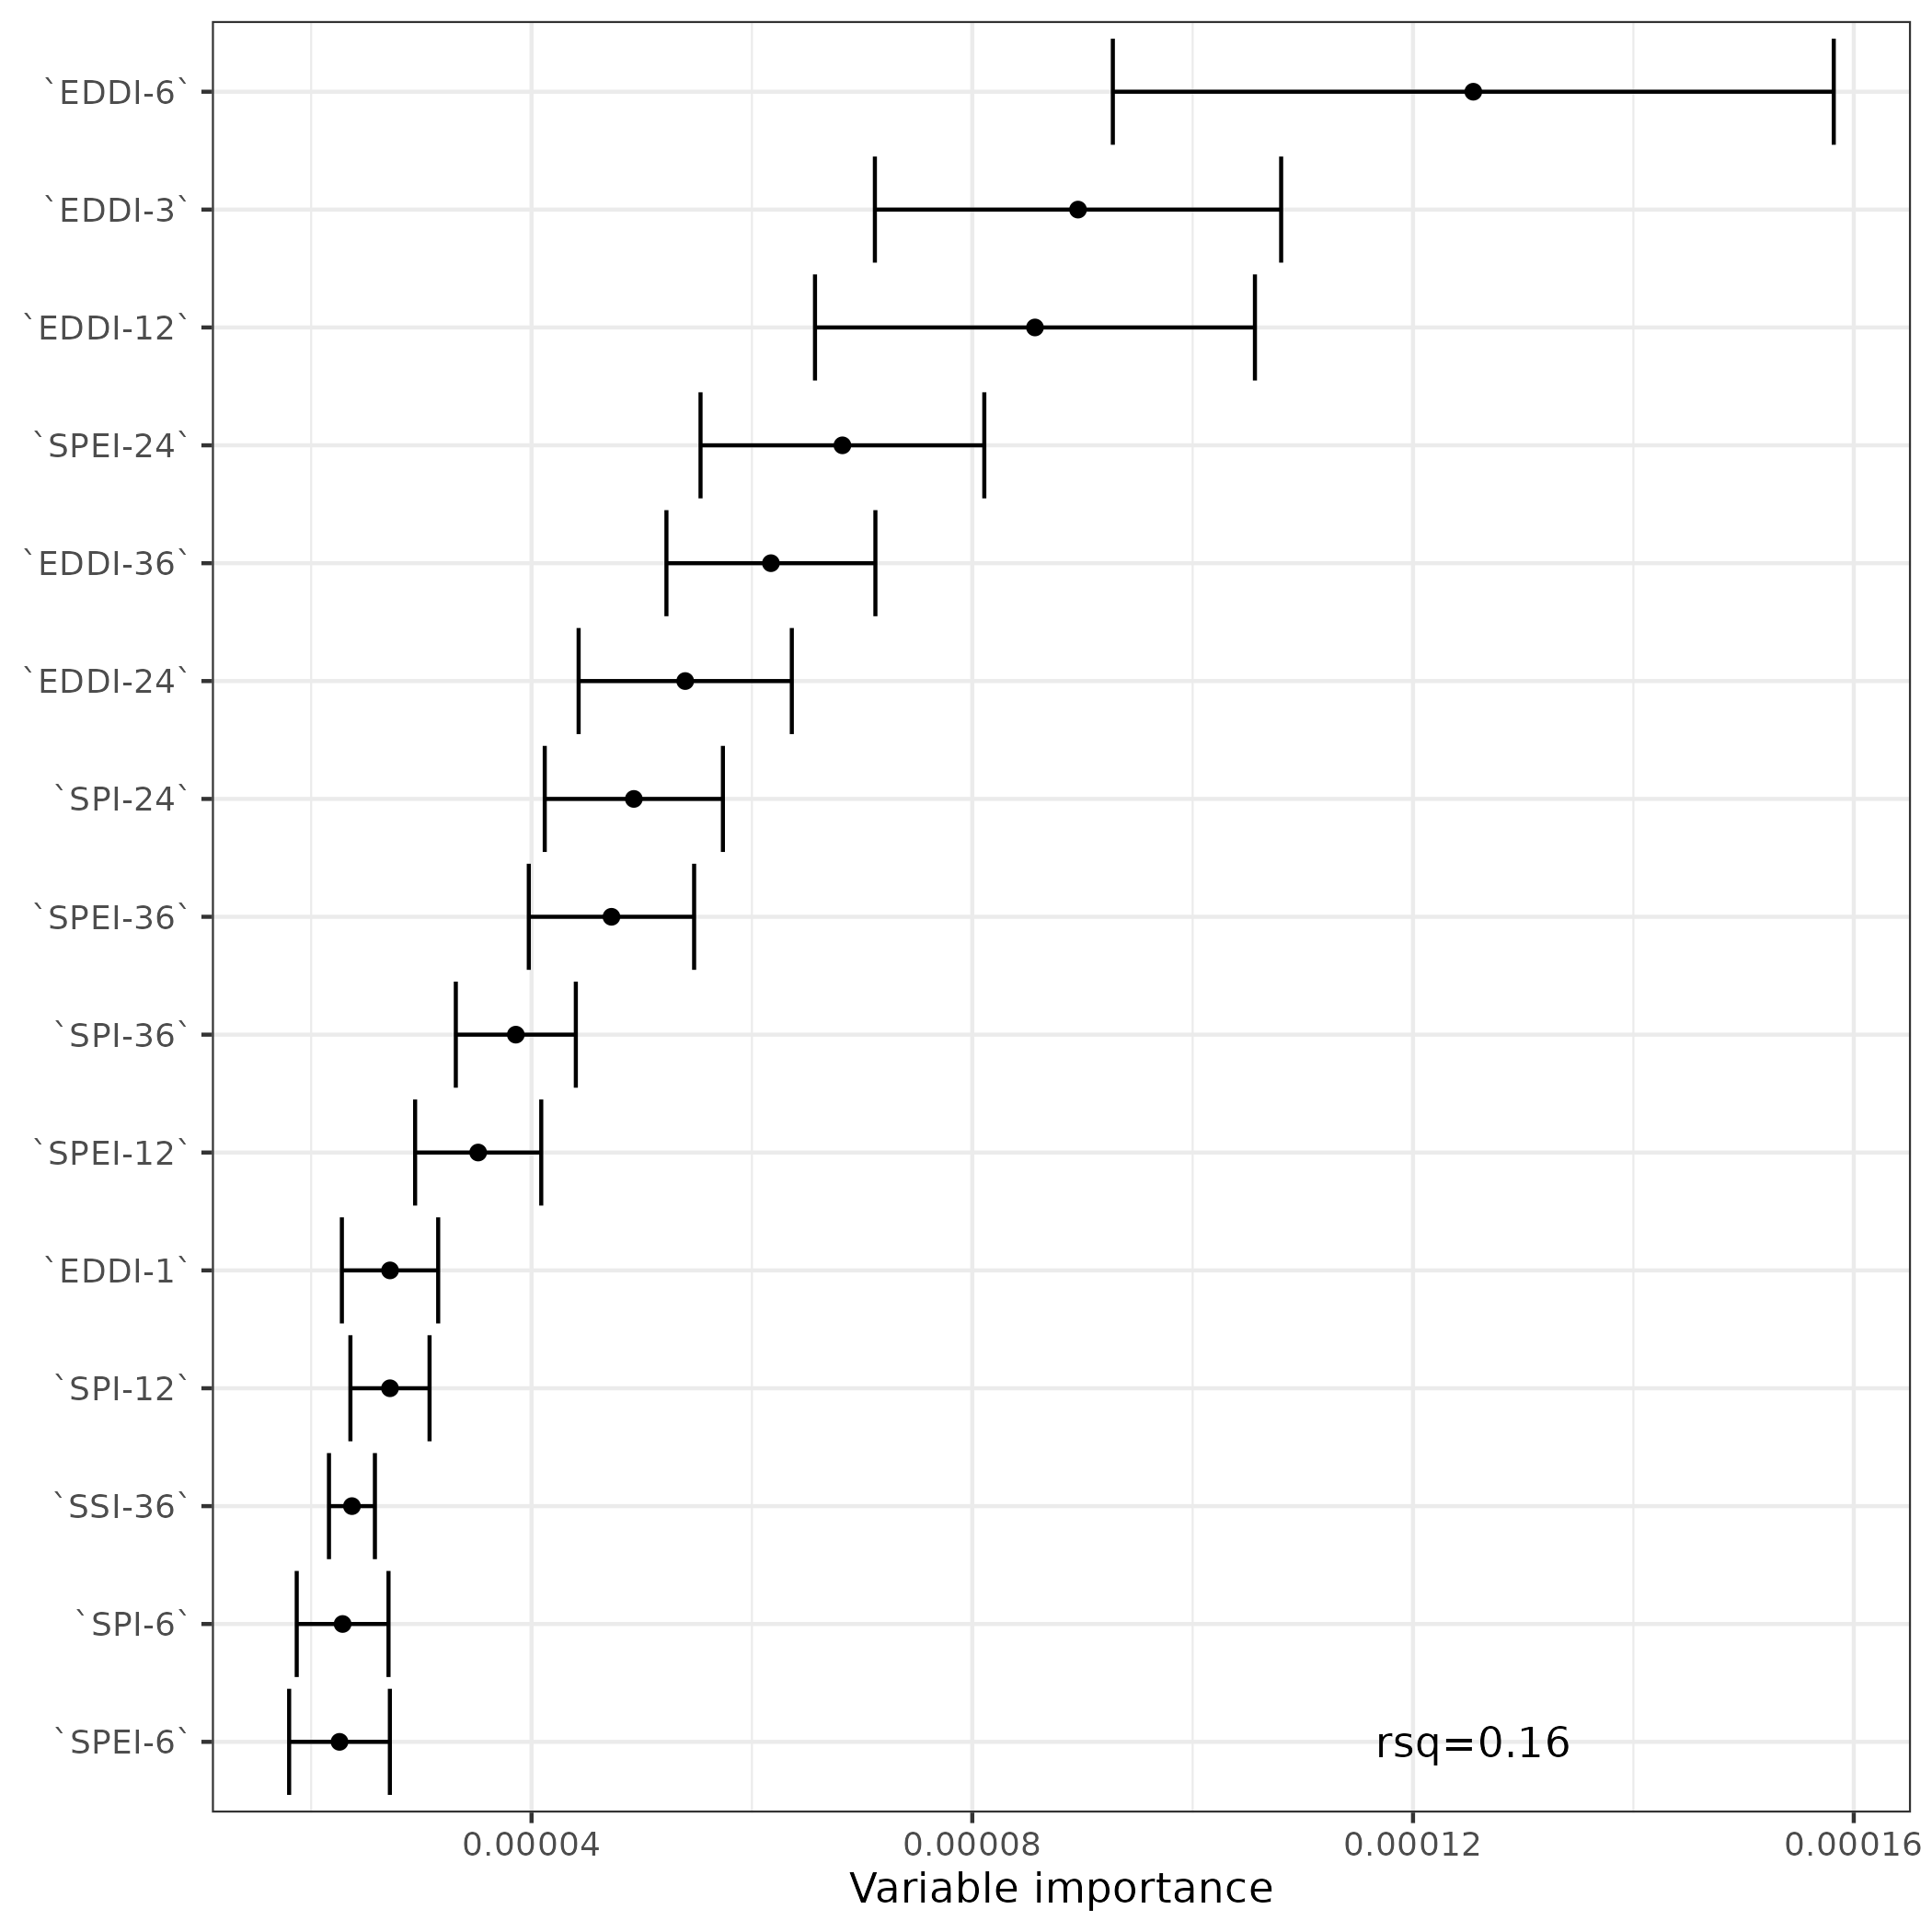 `EDDI-6`
`EDDI-3`
`EDDI-12`
`SPEI-24`
`EDDI-36`
`EDDI-24`
`SPI-24`
`SPEI-36`
`SPI-36`
`SPEI-12`
`EDDI-1`
`SPI-12`
`SSI-36`
`SPI-6`
`SPEI-6`
rsq=0.16
0.00004 0.00008 0.00012 0.00016
Variable importance